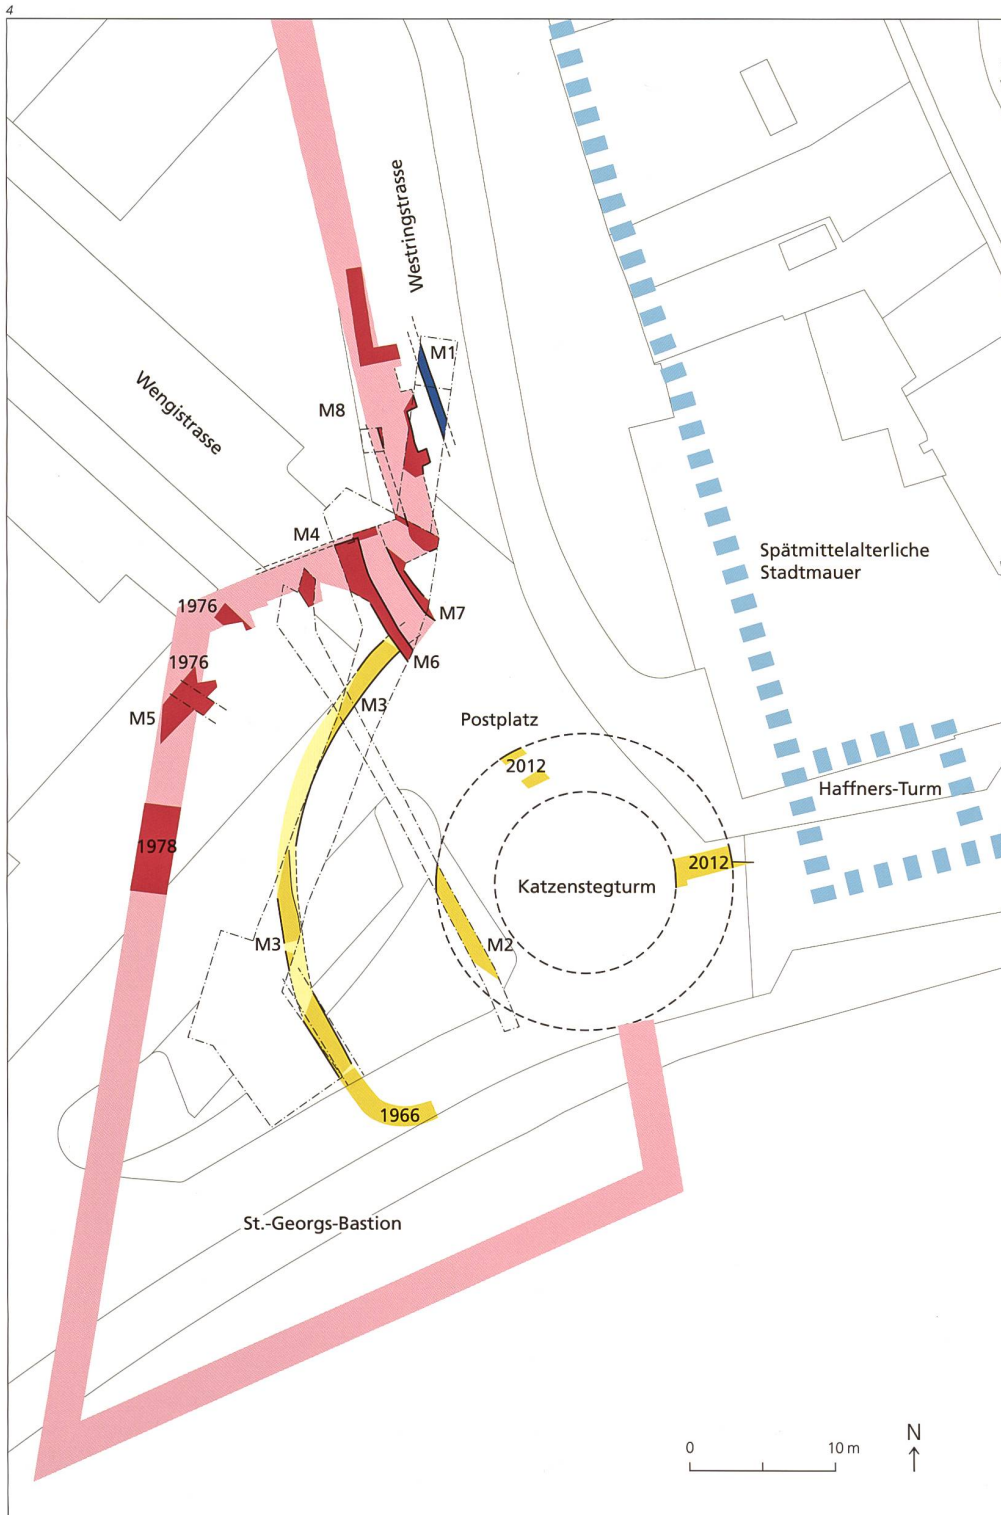 4
Westringstrasse
M1
Wengistrasse
M8
M4
Spätmittelalterliche
Stadtmauer
1976
M7
1976
M6
M3
M5
Postplatz
2012
Haffners-Turm
1978
2012
Katzenstegturm
M3
M2
1966
St.-Georgs-Bastion
N
0
10 m